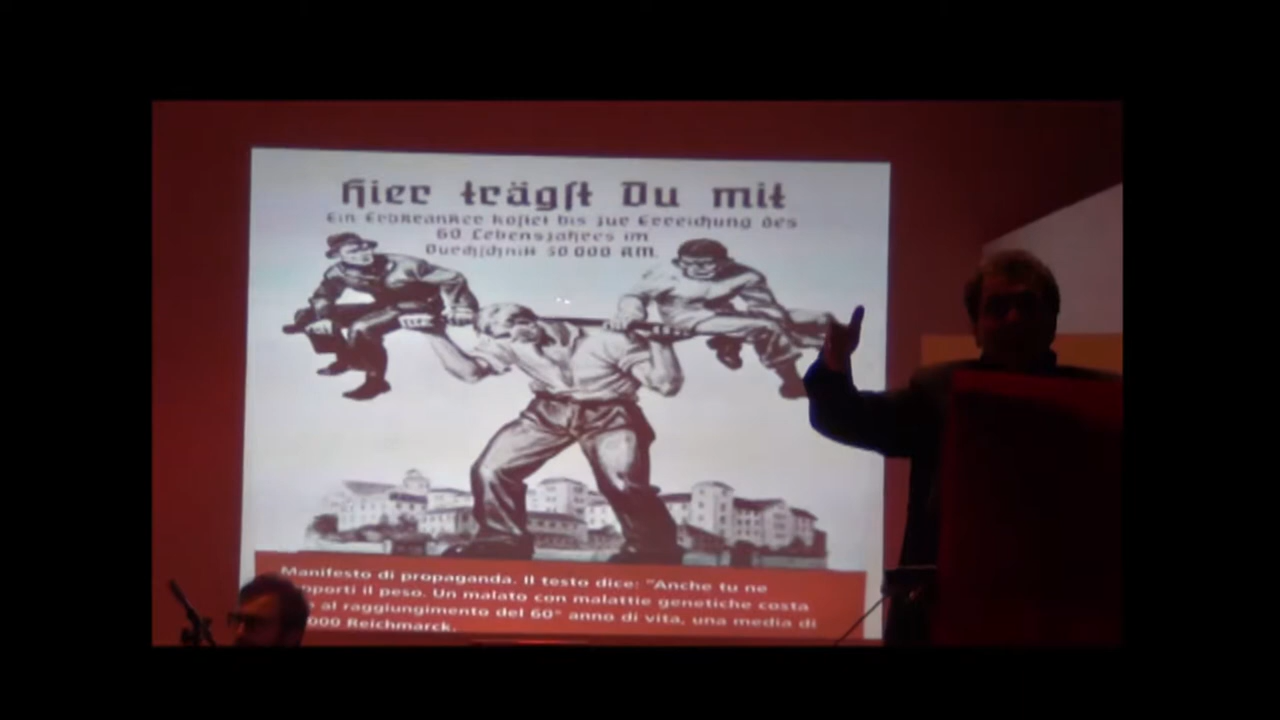 Hier trägst Du mit
Ein Erbkranker kostet bis zur Erreichung des
60. Lebensjahres im
Durchschnitt 50 000 RM.
Manifesto di propaganda. Il testo dice: "Anche tu ne
pporti il peso. Un malato con malattie genetiche costa
al raggiungimento del 60° anno di vita, una media di
000 Reichmarck.